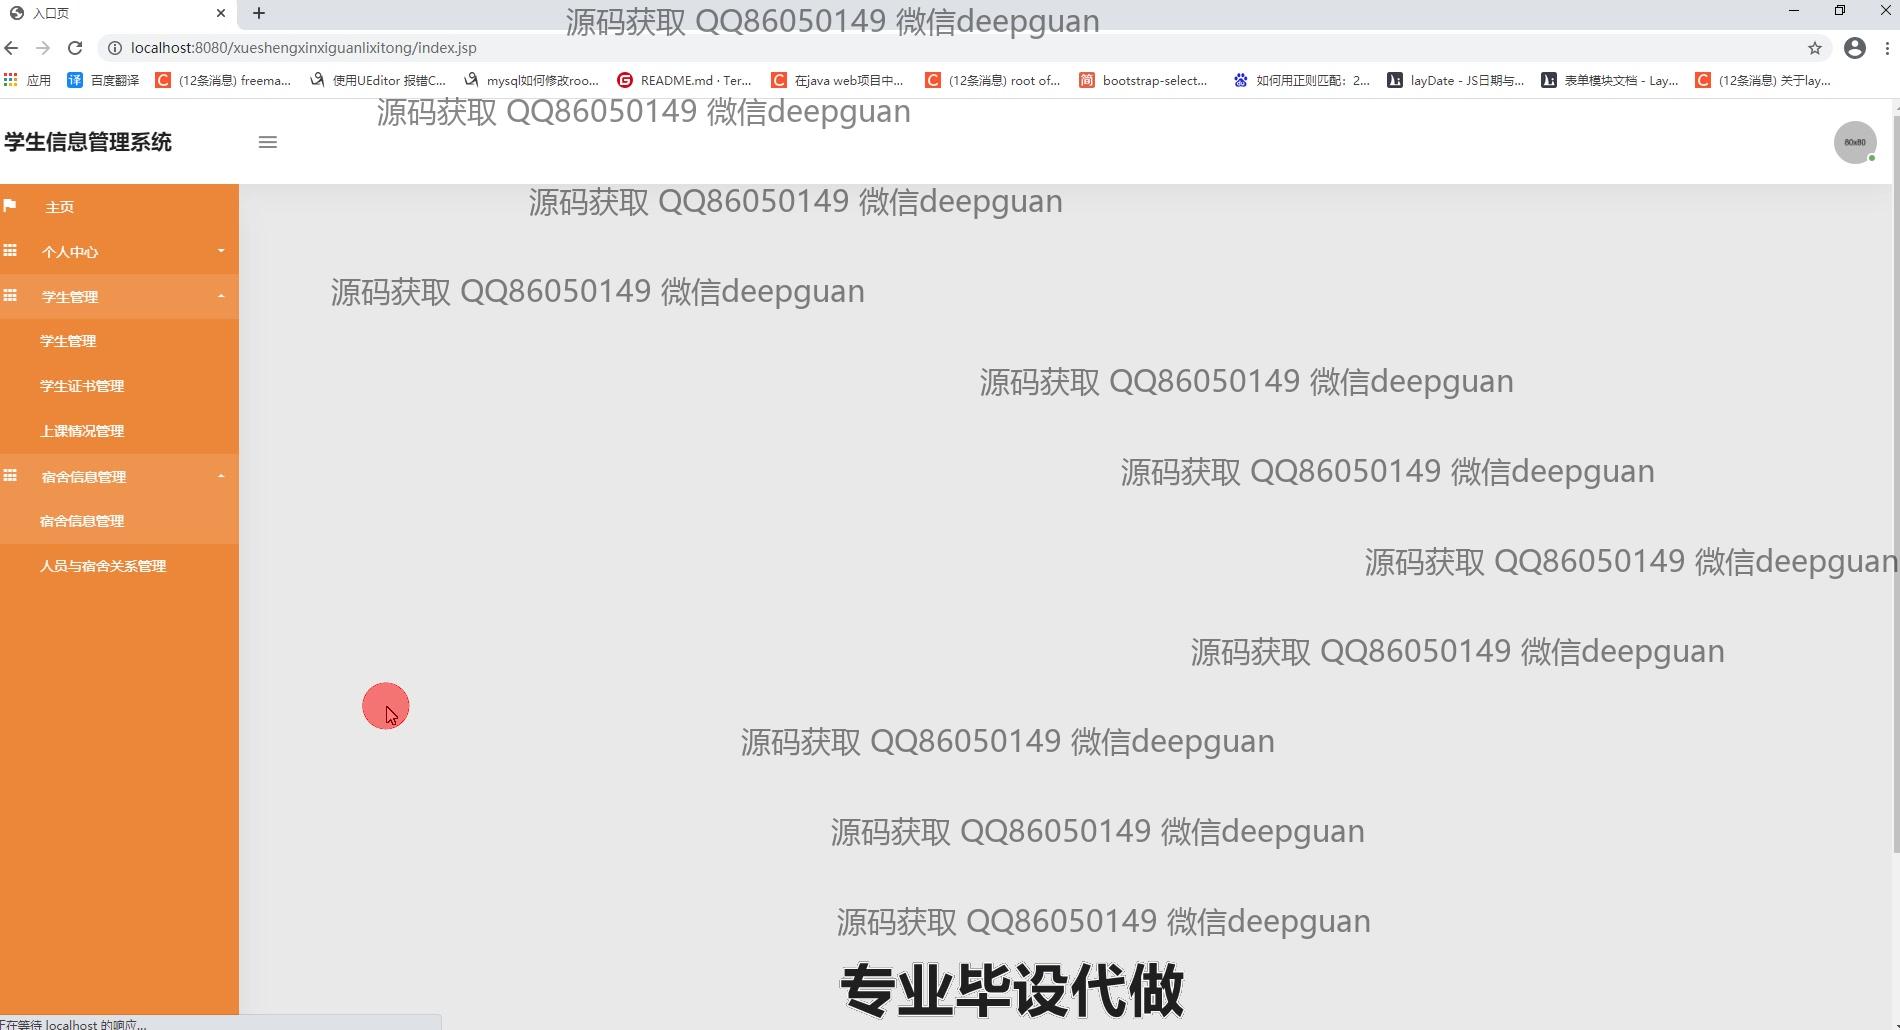 入口页
源码获取 QQ86050149 微信deepguan
localhost:8080/xueshengxinxiguanlixitong/index.jsp
应用 百度翻译 (12条消息) freema... 使用UEditor 报错C... mysql如何修改roo... README.md · Ter... 在java web项目中... (12条消息) root of... bootstrap-select... 如何用正则匹配：2... layDate - JS日期与... 表单模块文档 - Lay... (12条消息) 关于lay...
源码获取 QQ86050149 微信deepguan
学生信息管理系统
80x80
源码获取 QQ86050149 微信deepguan
主页
个人中心
源码获取 QQ86050149 微信deepguan
学生管理
学生管理
源码获取 QQ86050149 微信deepguan
学生证书管理
上课情况管理
源码获取 QQ86050149 微信deepguan
宿舍信息管理
宿舍信息管理
源码获取 QQ86050149 微信deepguan
人员与宿舍关系管理
源码获取 QQ86050149 微信deepguan
源码获取 QQ86050149 微信deepguan
源码获取 QQ86050149 微信deepguan
源码获取 QQ86050149 微信deepguan
专业毕设代做
正在等待 localhost 的响应...